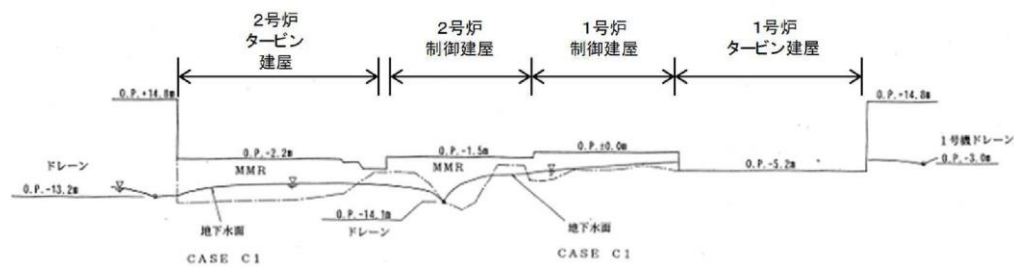 2号炉
タービン
建屋
2号炉
制御建屋
1号炉
制御建屋
1号炉
タービン建屋
O.P.+14.8m
O.P.+14.8m
O.P.-2.2m
O.P.-1.5m
O.P.±0.0m
1号機ドレーン
O.P.-3.0m
ドレーン
MMR
MMR
O.P.-5.2m
O.P.-13.2m
O.P.-14.1m
ドレーン
地下水面
地下水面
CASE C1
CASE C1